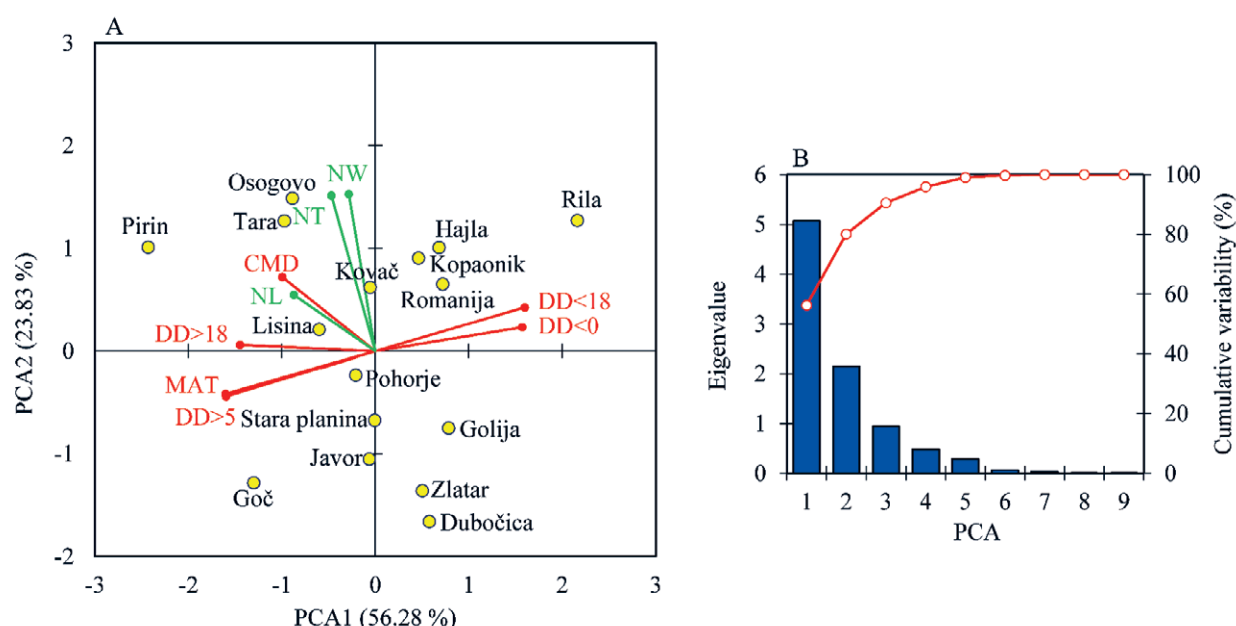 A
3
2
1
0
-1
-2
-3
-2
-1
0
1
2
3
PCA2 (23.83 %)
PCA1 (56.28 %)
NW
Osogovo
NT
Rila
Tara
Pirin
Hajla
CMD
Kovač
Kopaonik
NL
Romanija
DD<18
Lisina
DD<0
DD>18
MAT
Pohorje
DD>5
Stara planina
Golija
Javor
Goč
Zlatar
Dubočica
B
6
5
4
3
2
1
0
Eigenvalue
100
80
60
40
20
0
Cumulative variability (%)
1 2 3 4 5 6 7 8 9
PCA